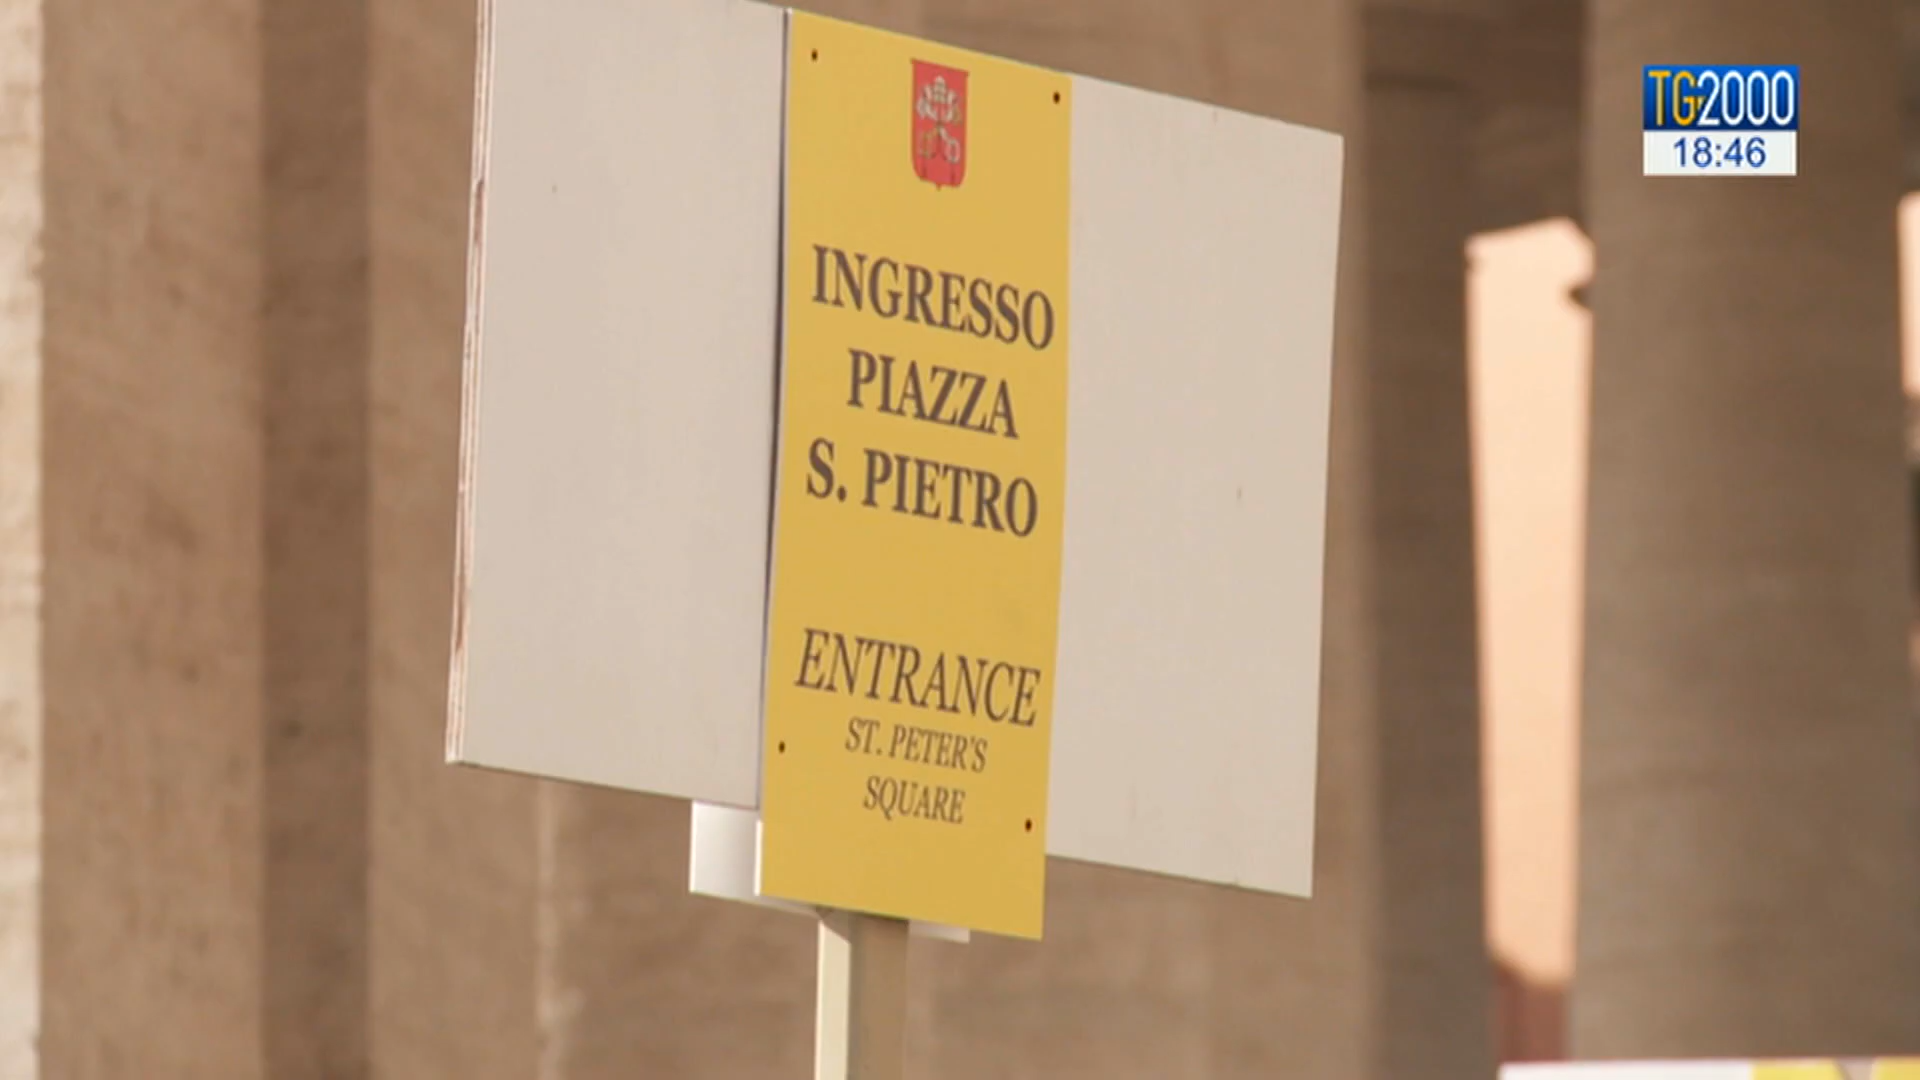 TG2000
18:46
INGRESSO
PIAZZA
S. PIETRO
ENTRANCE
ST. PETER'S
SQUARE